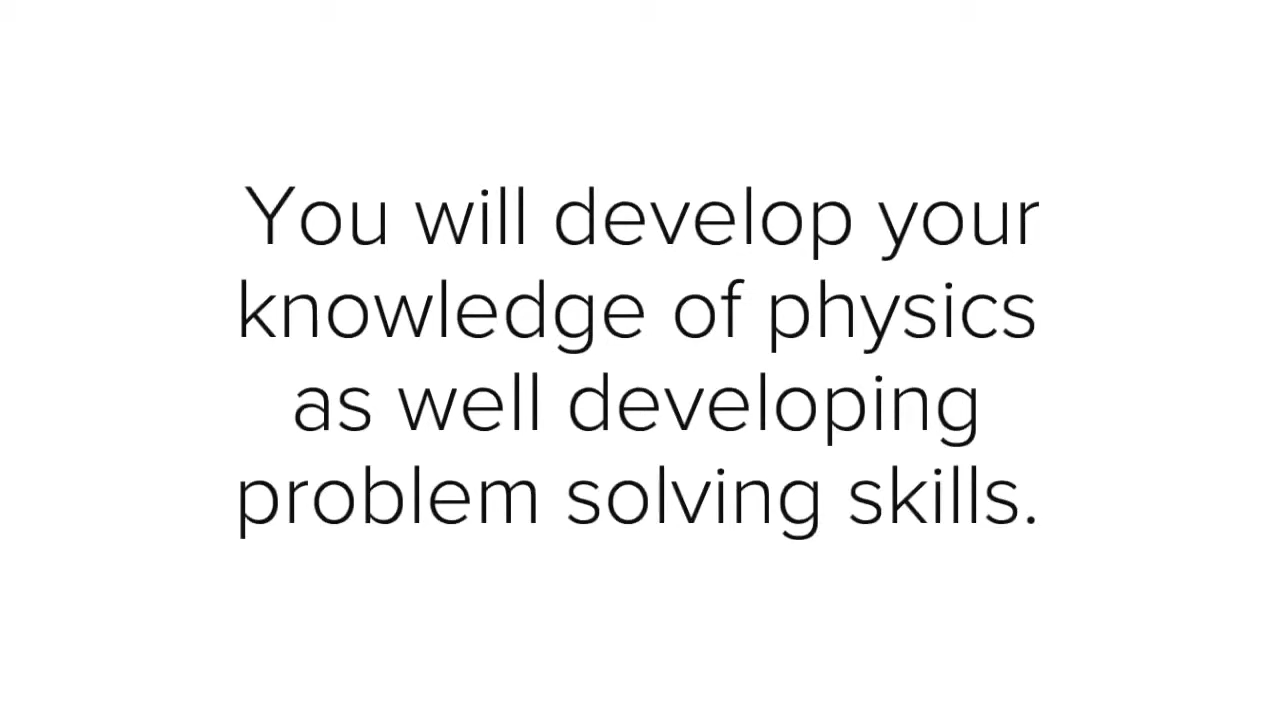 You will develop your
knowledge of physics
as well developing
problem solving skills.